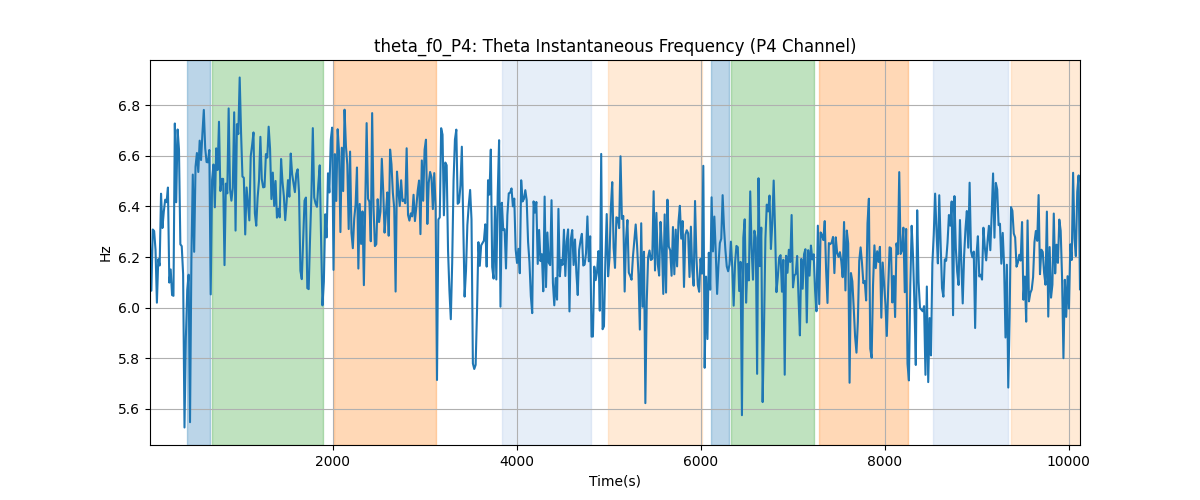 theta_f0_P4: Theta Instantaneous Frequency (P4 Channel)
Hz
6.8
6.6
6.4
6.2
6.0
5.8
5.6
2000 4000 6000 8000 10000
Time(s)